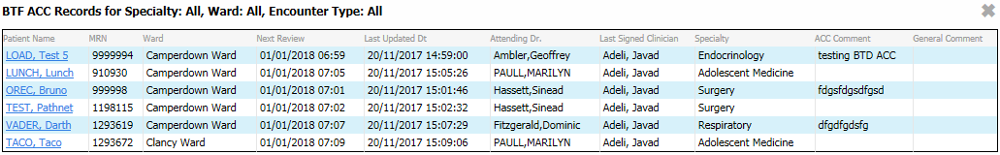 BTF ACC Records for Specialty: All, Ward: All, Encounter Type: All
Patient Name MRN Ward Next Review Last Updated Dt Attending Dr. Last Signed Clinician Specialty ACC Comment General Comment
LOAD, Test 5 9999994 Camperdown Ward 01/01/2018 06:59 20/11/2017 14:59:00 Ambler,Geoffrey Adeli, Javad Endocrinology testing BTD ACC
LUNCH, Lunch 910930 Camperdown Ward 01/01/2018 07:05 20/11/2017 15:05:26 PAULL,MARILYN Adeli, Javad Adolescent Medicine
OREC, Bruno 999998 Camperdown Ward 01/01/2018 07:01 20/11/2017 15:01:46 Hassett,Sinead Adeli, Javad Surgery fdgsfdgsdfgsd
TEST, Pathnet 1198115 Camperdown Ward 01/01/2018 07:02 20/11/2017 15:02:32 Hassett,Sinead Adeli, Javad Surgery
VADER, Darth 1293619 Camperdown Ward 01/01/2018 07:07 20/11/2017 15:07:29 Fitzgerald,Dominic Adeli, Javad Respiratory dfgdfgdsfg
TACO, Taco 1293672 Clancy Ward 01/01/2018 07:09 20/11/2017 15:09:06 PAULL,MARILYN Adeli, Javad Adolescent Medicine